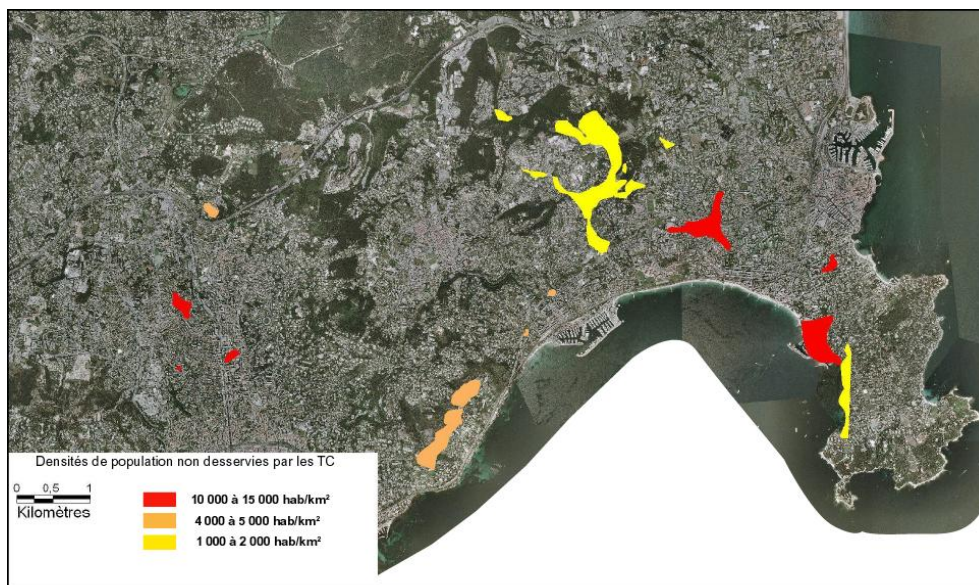 Densités de population non desservies par les TC
0 0,5 1
Kilomètres
10 000 à 15 000 hab/km²
4 000 à 5 000 hab/km²
1 000 à 2 000 hab/km²